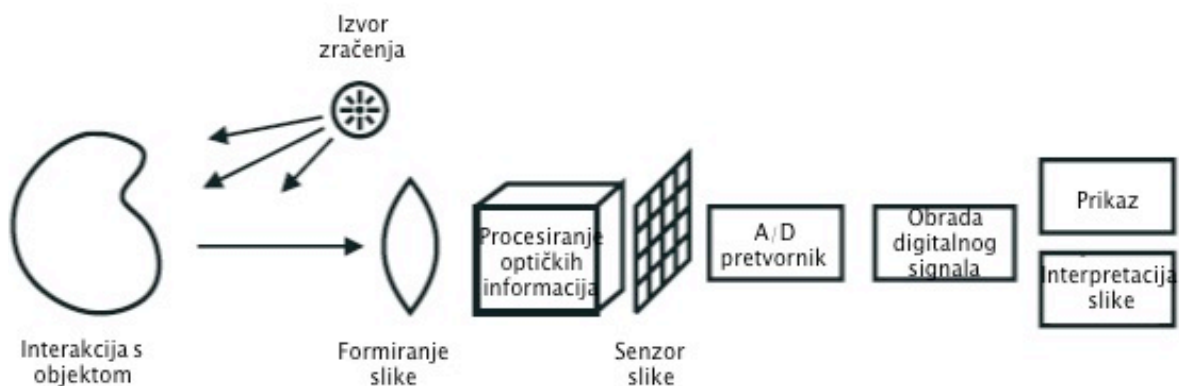 Izvor
zračenja
Interakcija s
objektom
Formiranje
slike
Procesiranje
optičkih
informacija
Senzor
slike
A/D
pretvornik
Obrada
digitalnog
signala
Prikaz
Interpretacija
slike